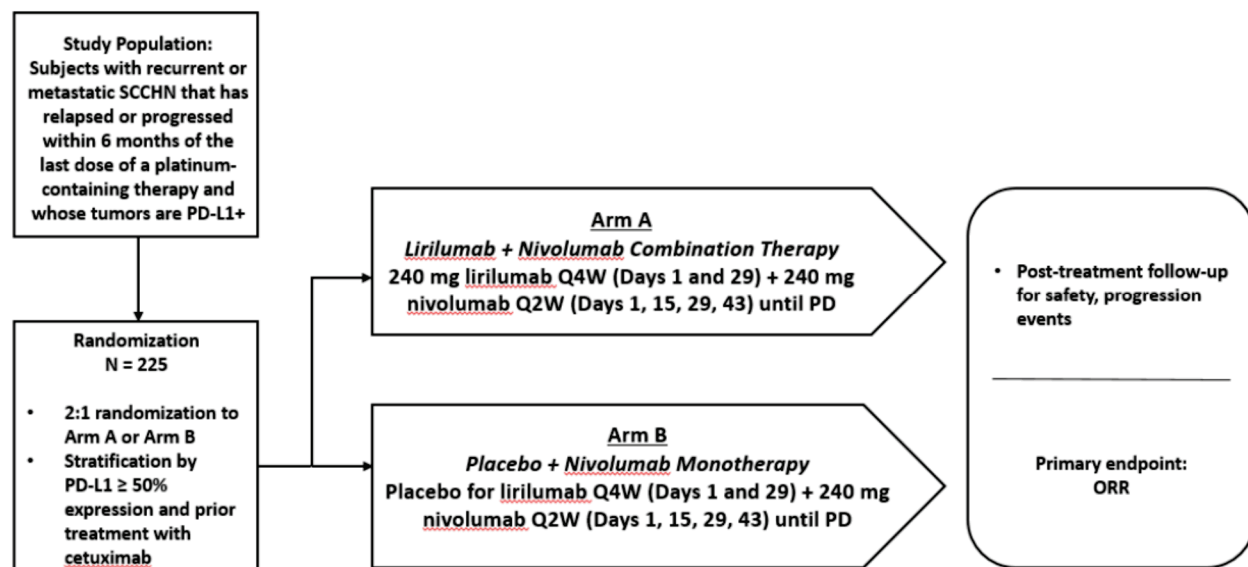 Study Population:
Subjects with recurrent or
metastatic SCCHN that has
relapsed or progressed
within 6 months of the
last dose of a platinum-
containing therapy and
whose tumors are PD-L1+
Randomization
N = 225
• 2:1 randomization to
Arm A or Arm B
• Stratification by
PD-L1 ≥ 50%
expression and prior
treatment with
cetuximab
Arm A
Lirilumab + Nivolumab Combination Therapy
240 mg lirilumab Q4W (Days 1 and 29) + 240 mg
nivolumab Q2W (Days 1, 15, 29, 43) until PD
Arm B
Placebo + Nivolumab Monotherapy
Placebo for lirilumab Q4W (Days 1 and 29) + 240 mg
nivolumab Q2W (Days 1, 15, 29, 43) until PD
• Post-treatment follow-up
for safety, progression
events
Primary endpoint:
ORR